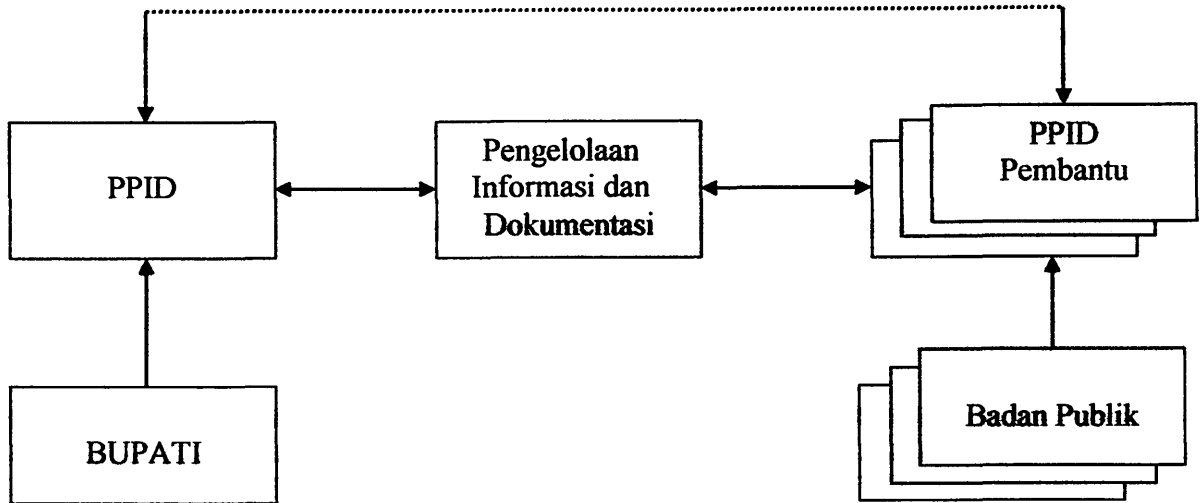 PPID
Pengelolaan
Informasi dan
Dokumentasi
PPID
Pembantu
BUPATI
Badan Publik